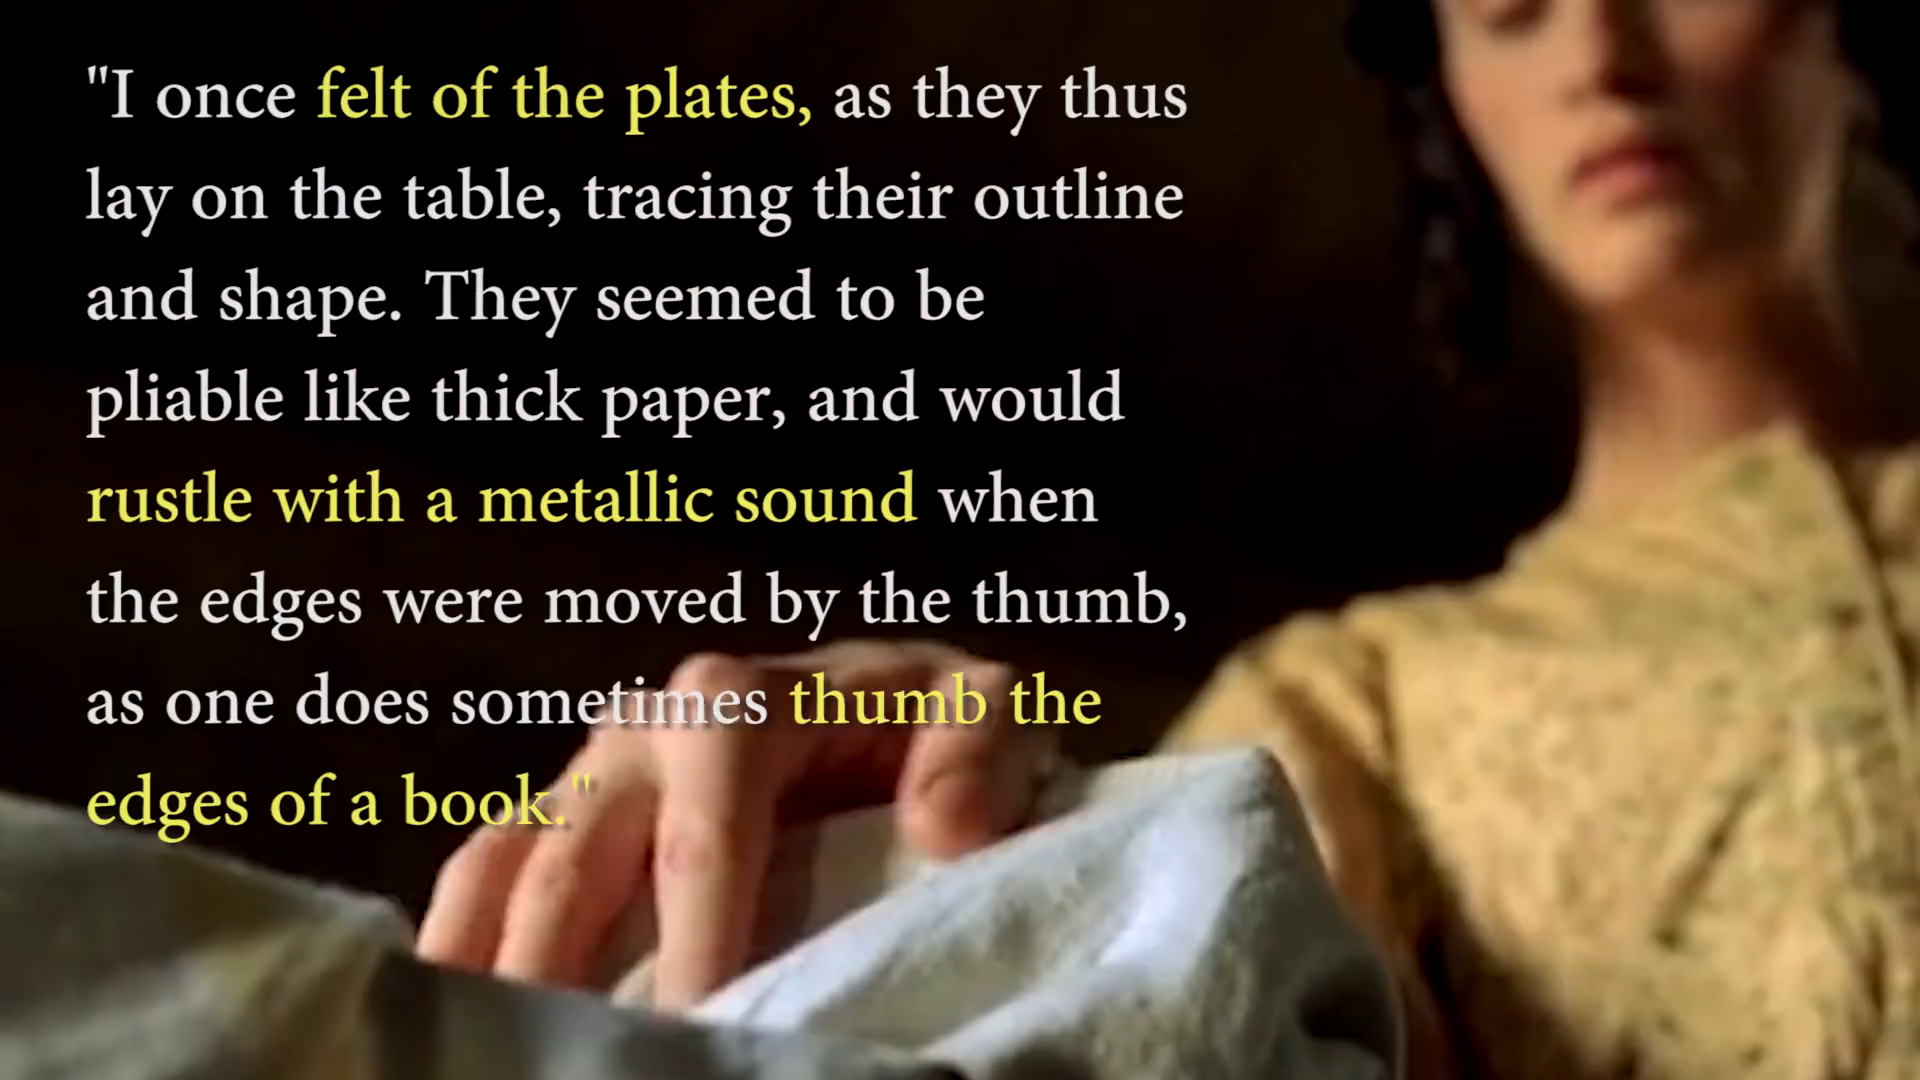 "I once felt of the plates, as they thus
lay on the table, tracing their outline
and shape. They seemed to be
pliable like thick paper, and would
rustle with a metallic sound when
the edges were moved by the thumb,
as one does sometimes thumb the
edges of a book."